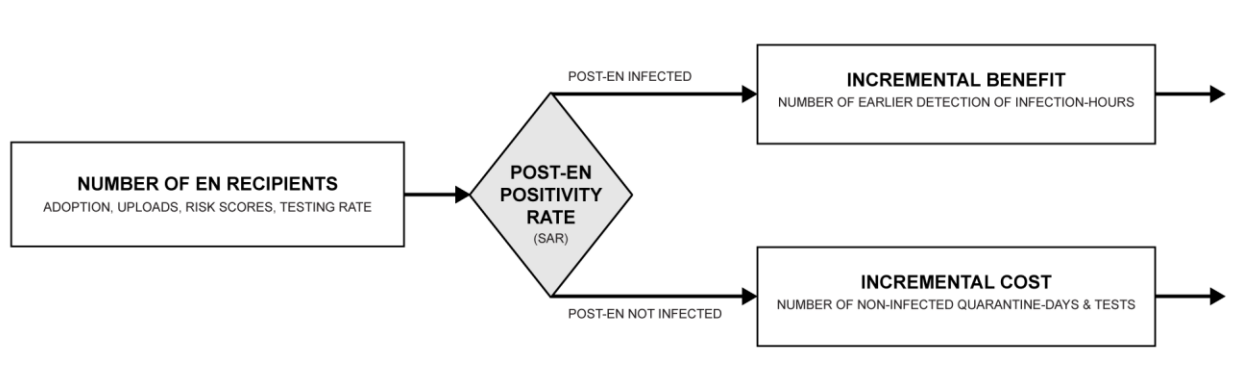 NUMBER OF EN RECIPIENTS
ADOPTION, UPLOADS, RISK SCORES, TESTING RATE
POST-EN
POSITIVITY
RATE
(SAR)
POST-EN INFECTED
INCREMENTAL BENEFIT
NUMBER OF EARLIER DETECTION OF INFECTION-HOURS
POST-EN NOT INFECTED
INCREMENTAL COST
NUMBER OF NON-INFECTED QUARANTINE-DAYS & TESTS